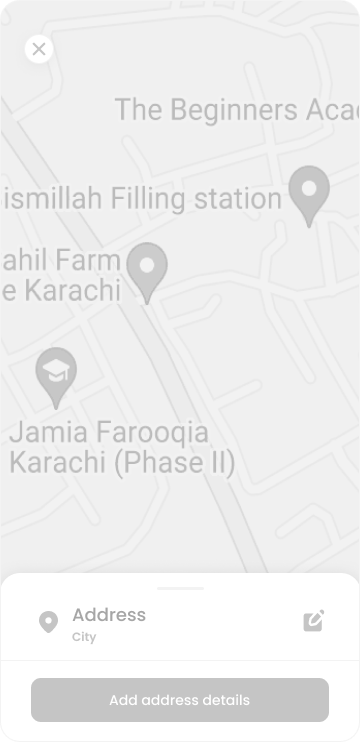 The Beginners Aca
ismillah Filling station
ahil Farm
e Karachi
Jamia Farooqia
Karachi (Phase II)
Address
City
Add address details